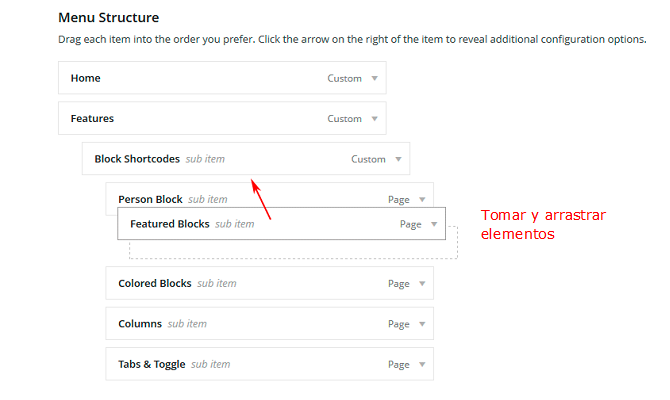 Menu Structure
Drag each item into the order you prefer. Click the arrow on the right of the item to reveal additional configuration options.
Home Custom
Features Custom
Block Shortcodes sub item Custom
Person Block sub item Page
Featured Blocks sub item Page
Tomar y arrastrar
elementos
Colored Blocks sub item Page
Columns sub item Page
Tabs & Toggle sub item Page